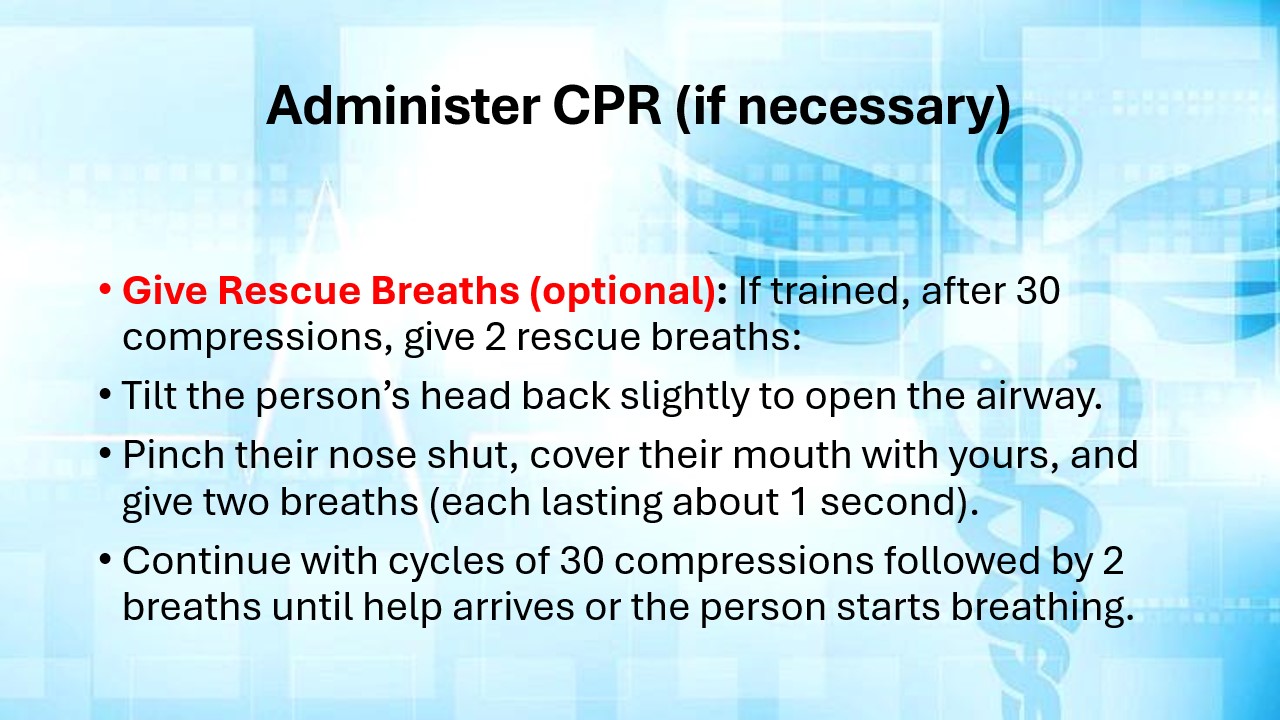 Administer CPR (if necessary)
• Give Rescue Breaths (optional): If trained, after 30
compressions, give 2 rescue breaths:
• Tilt the person’s head back slightly to open the airway.
• Pinch their nose shut, cover their mouth with yours, and
give two breaths (each lasting about 1 second).
• Continue with cycles of 30 compressions followed by 2
breaths until help arrives or the person starts breathing.